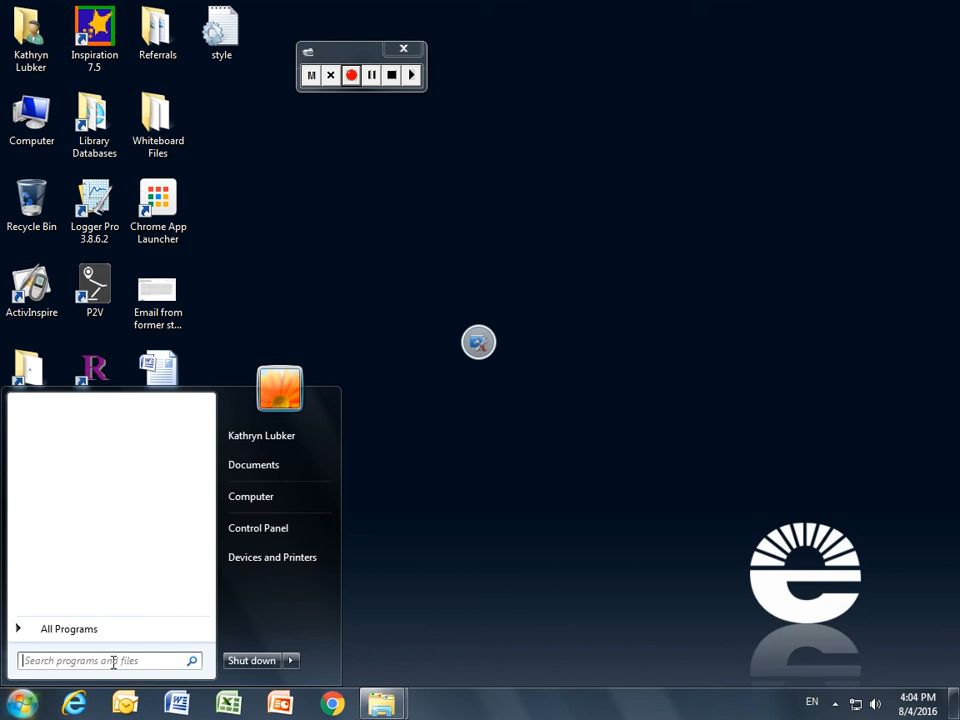 Kathryn
Lubker
Inspiration
7.5
Referrals
style
M
Computer
Library
Databases
Whiteboard
Files
Recycle Bin
Logger Pro
3.8.6.2
Chrome App
Launcher
ActivInspire
P2V
Email from
former st...
R
Kathryn Lubker
Documents
Computer
Control Panel
Devices and Printers
All Programs
Search programs and files
Shut down
EN
4:04 PM
8/4/2016